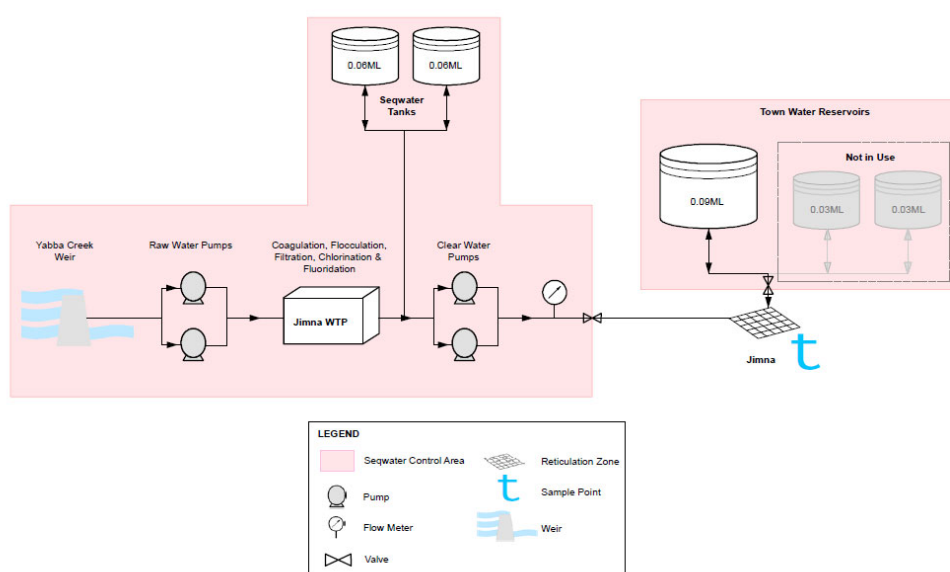 0.06ML
0.06ML
Seqwater
Tanks
Town Water Reservoirs
Not in Use
0.09ML
0.03ML
0.03ML
Yabba Creek
Weir
Raw Water Pumps
Coagulation, Flocculation,
Filtration, Chlorination &
Fluoridation
Clear Water
Pumps
Jimna WTP
Jimna
t
LEGEND
Seqwater Control Area
Reticulation Zone
Pump
t
Sample Point
Flow Meter
Weir
Valve